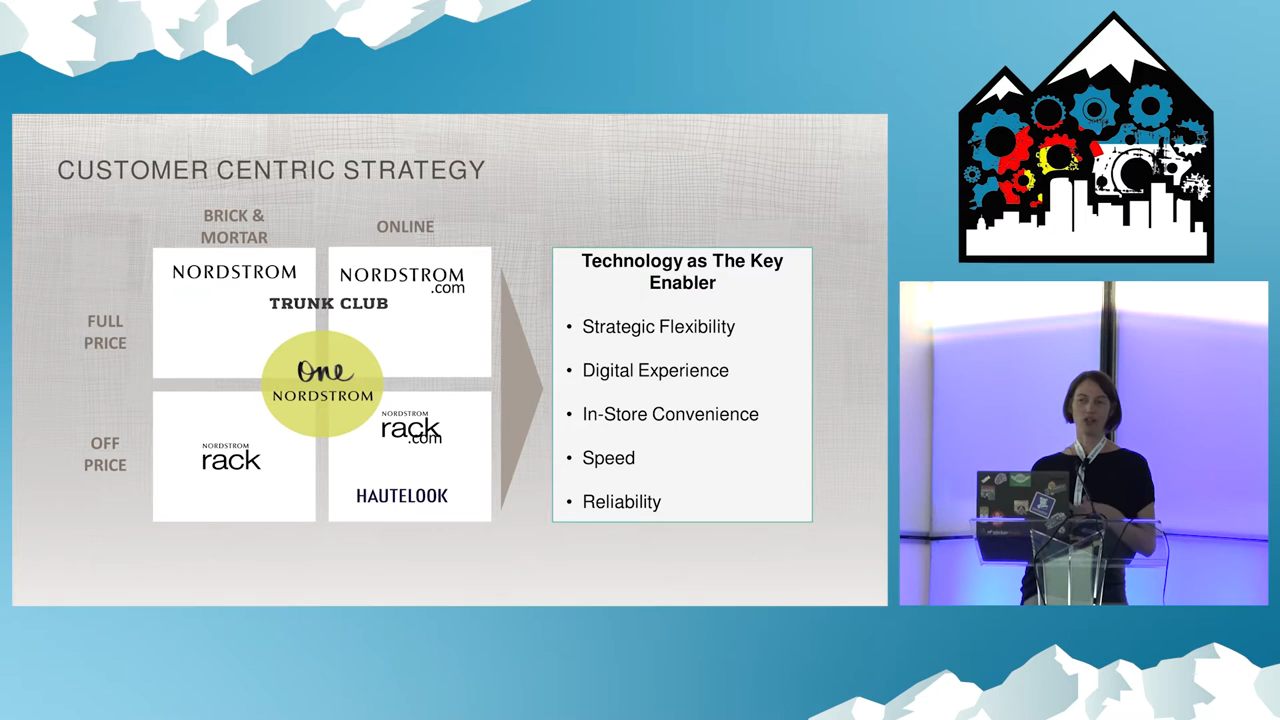 CUSTOMER CENTRIC STRATEGY
BRICK &
MORTAR
ONLINE
FULL
PRICE
OFF
PRICE
NORDSTROM
NORDSTROM
.com
TRUNK CLUB
One
NORDSTROM
NORDSTROM
rack
NORDSTROM
rack
.com
HAUTELOOK
Technology as The Key
Enabler
• Strategic Flexibility
• Digital Experience
• In-Store Convenience
• Speed
• Reliability